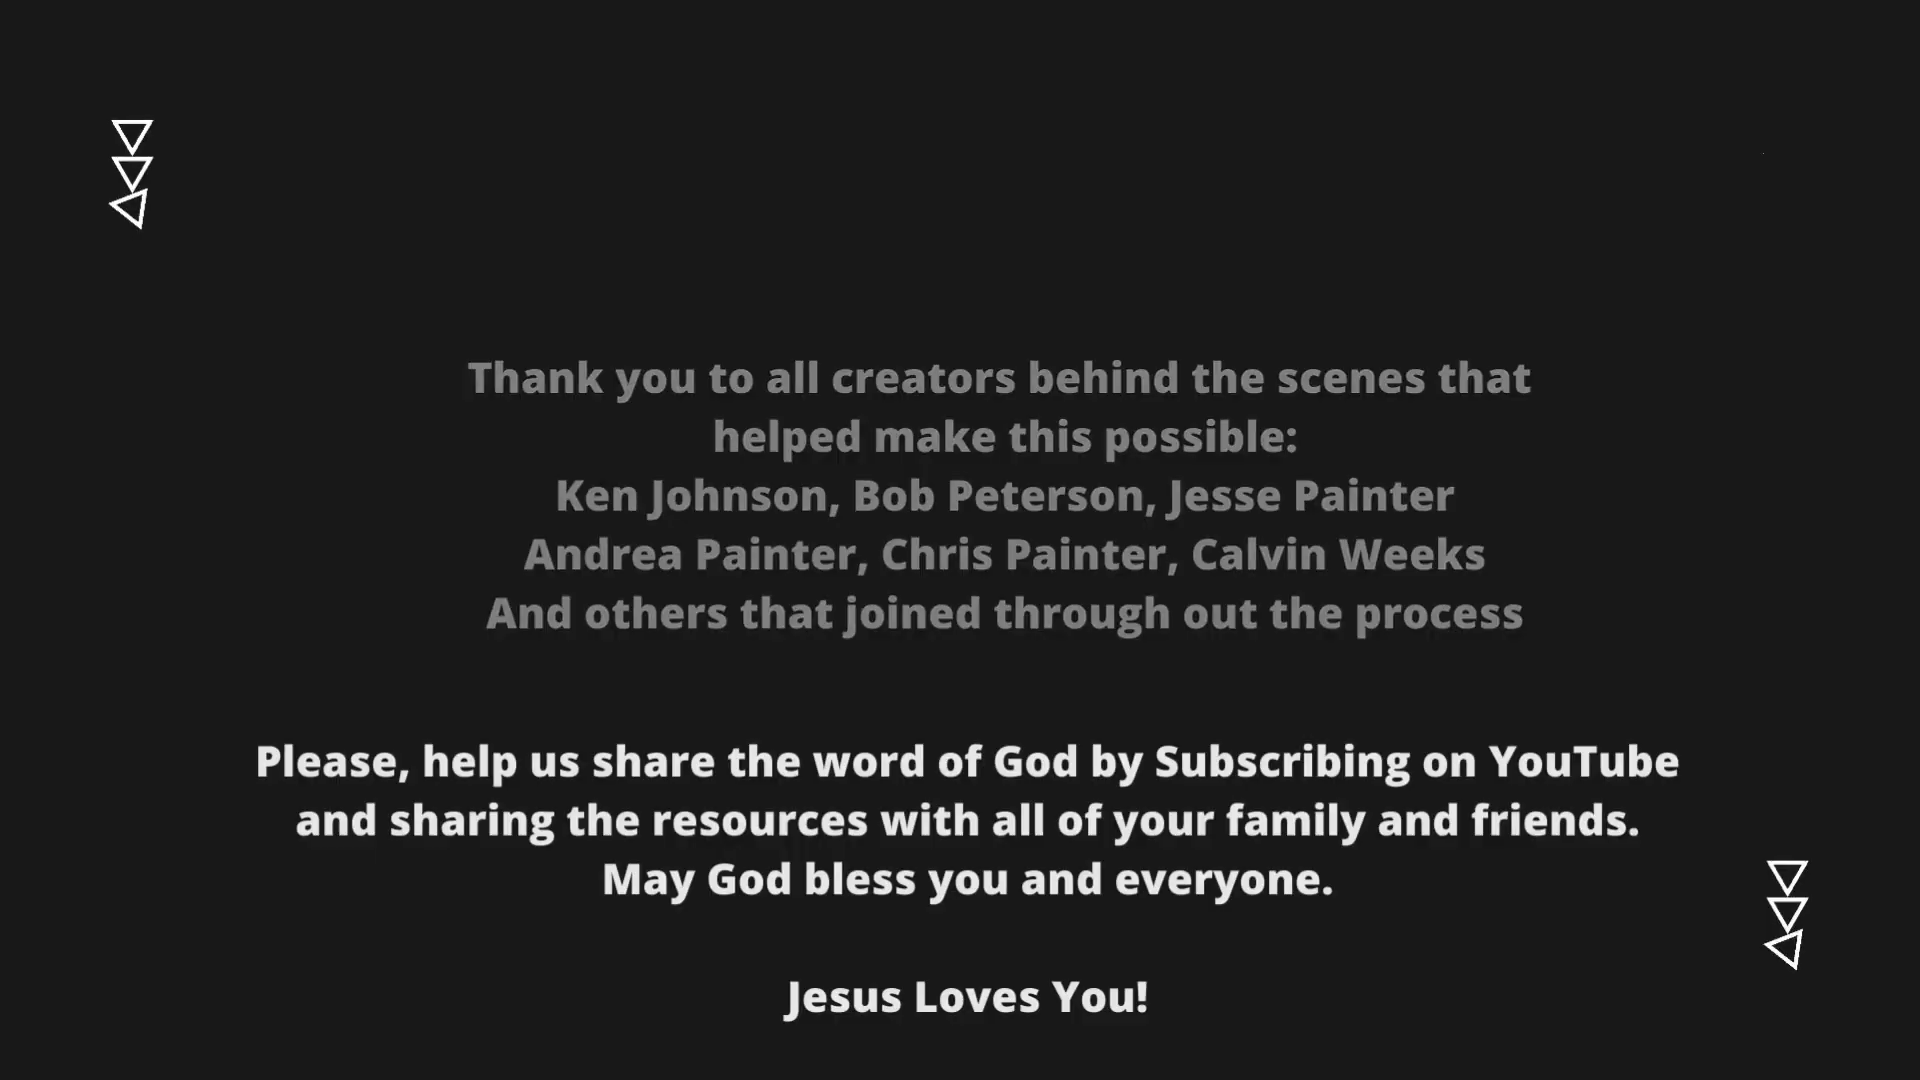 Thank you to all creators behind the scenes that
helped make this possible:
Ken Johnson, Bob Peterson, Jesse Painter
Andrea Painter, Chris Painter, Calvin Weeks
And others that joined through out the process
Please, help us share the word of God by Subscribing on YouTube
and sharing the resources with all of your family and friends.
May God bless you and everyone.
Jesus Loves You!